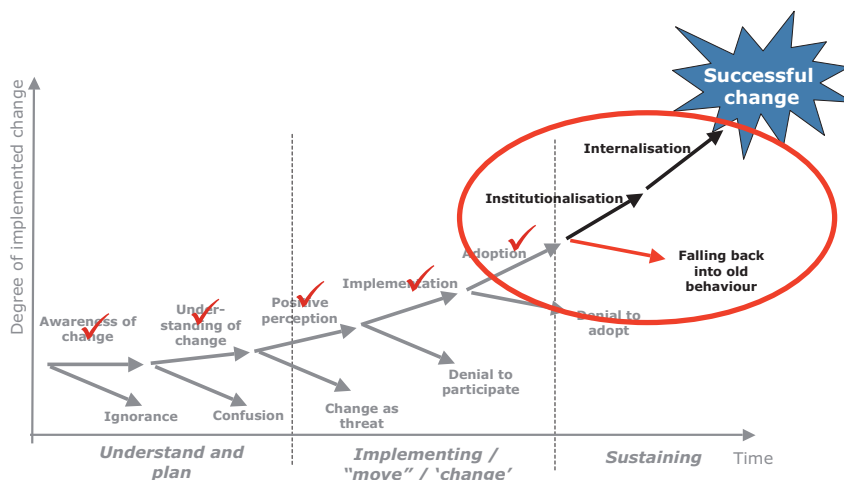 Successful
change
Degree of implemented change
Internalisation
Institutionalisation
Adoption
Falling back
into old
behaviour
Implementation
Positive
perception
Under-
standing of
change
Awareness of
change
Denial to
adopt
Denial to
participate
Change as
threat
Confusion
Ignorance
Understand and
plan
Implementing /
“move” / ‘change’
Sustaining
Time